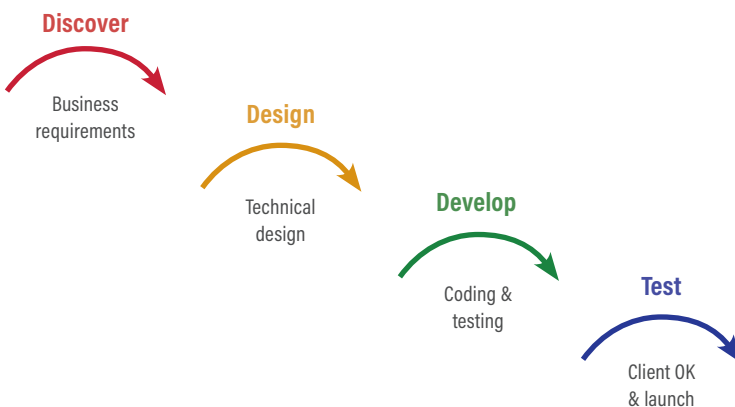 Discover
Business
requirements
Design
Technical
design
Develop
Coding &
testing
Test
Client OK
& launch